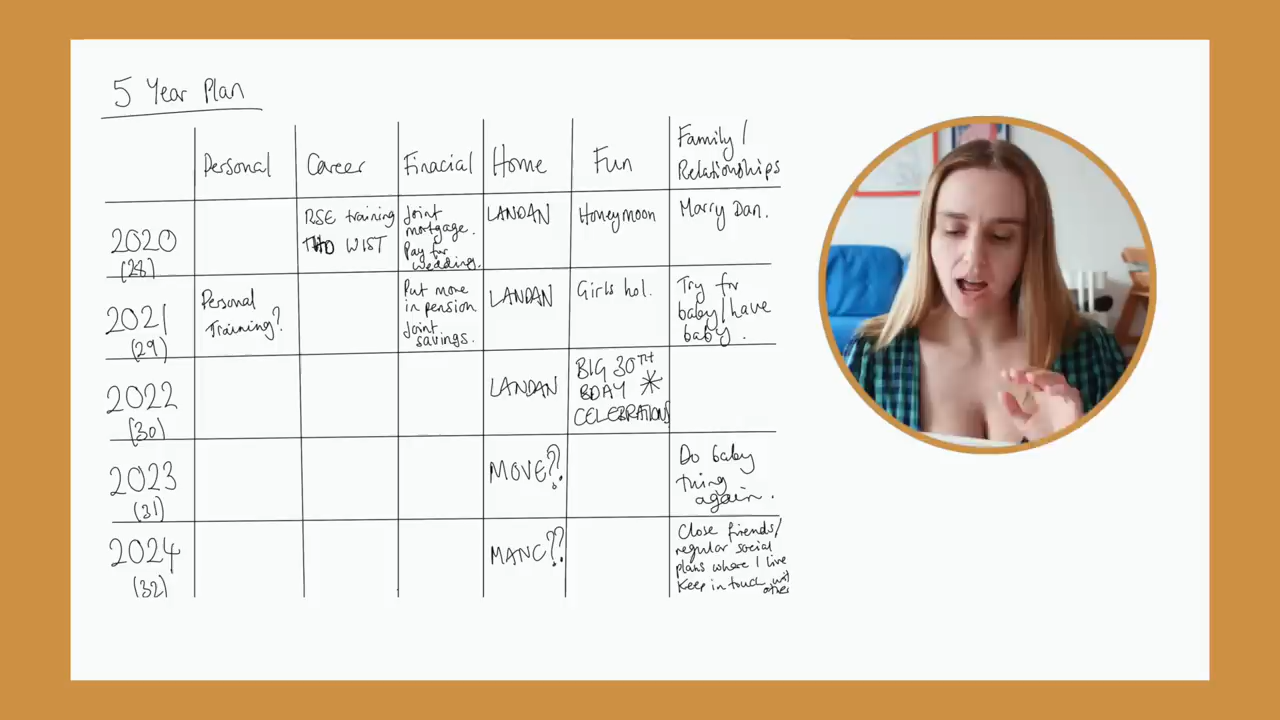 5 Year Plan
Personal
Career
Finacial
Home
Fun
Family/
Relationships
2020
(28)
RSE training
WIST
Joint
mortgage.
Pay for
wedding.
LANDAN
Honeymoon
Marry Dan.
2021
(29)
Personal
Training?
Put more
in pension
Joint
savings.
LANDAN
Girls hol.
Try for
baby/have
baby.
2022
(30)
LANDAN
BIG 30TH
BDAY *
CELEBRATIONS
2023
(31)
MOVE??
Do baby
thing
again.
2024
(32)
MANC??
Close friends/
regular social
plans where I live
Keep in touch with
others